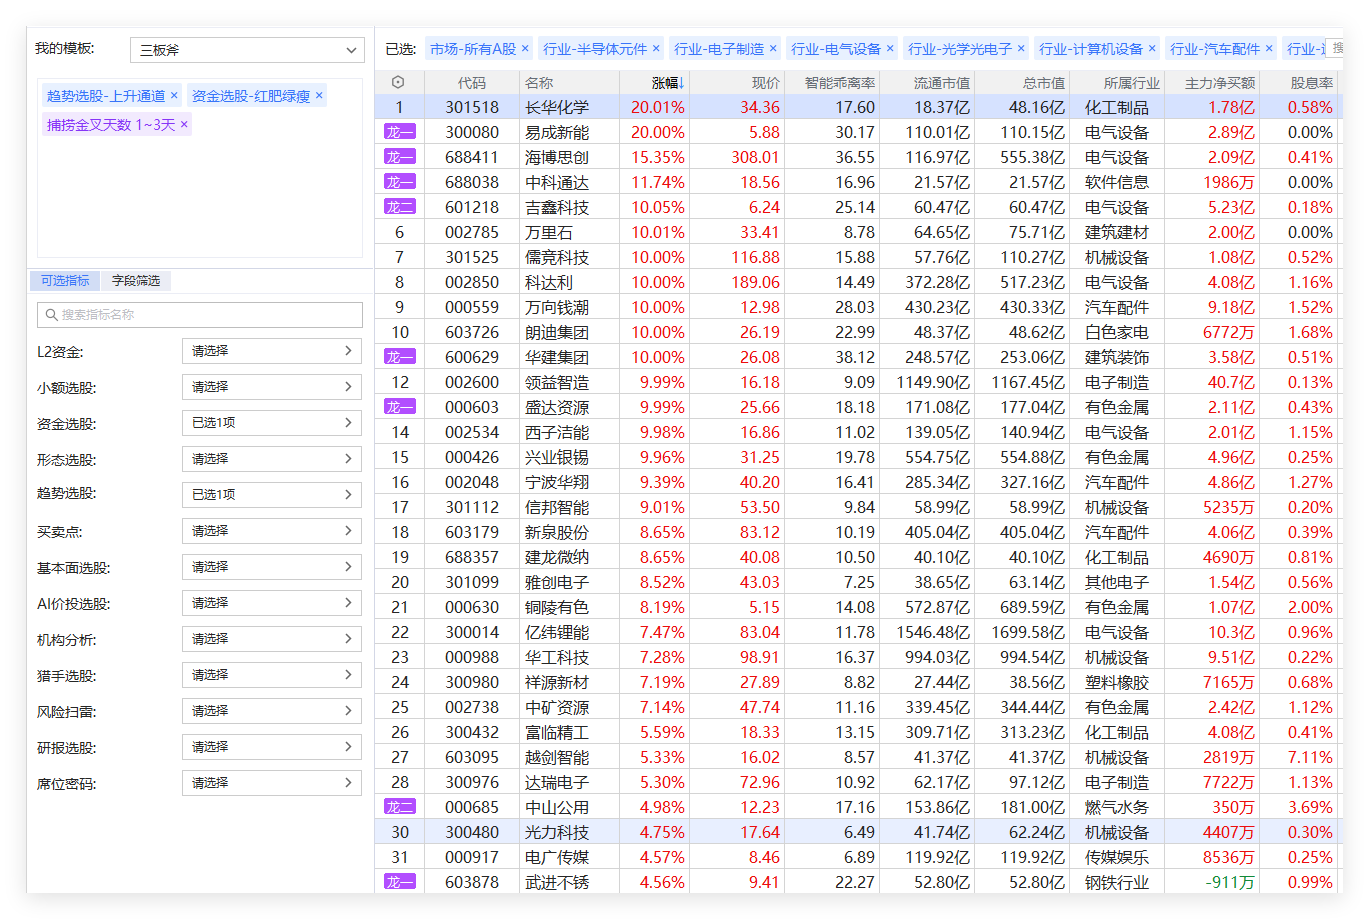 我的模板:
三板斧
趋势选股-上升通道 × 资金选股-红肥绿瘦 ×
捕捞金叉天数 1~3天 ×
可选指标 字段筛选
搜索指标名称
L2资金: 请选择
小额选股: 请选择
资金选股: 已选1项
形态选股: 请选择
趋势选股: 已选1项
买卖点: 请选择
基本面选股: 请选择
AI价投选股: 请选择
机构分析: 请选择
猎手选股: 请选择
风险扫雷: 请选择
研报选股: 请选择
席位密码: 请选择
已选: 市场-所有A股 × 行业-半导体元件 × 行业-电子制造 × 行业-电气设备 × 行业-光学光电子 × 行业-计算机设备 × 行业-汽车配件 × 行业-
代码 名称 涨幅↓ 现价 智能乖离率 流通市值 总市值 所属行业 主力净买额 股息率
1 301518 长华化学 20.01% 34.36 17.60 18.37亿 48.16亿 化工制品 1.78亿 0.58%
龙一 300080 易成新能 20.00% 5.88 30.17 110.01亿 110.15亿 电气设备 2.89亿 0.00%
龙一 688411 海博思创 15.35% 308.01 36.55 116.97亿 555.38亿 电气设备 2.09亿 0.41%
龙一 688038 中科通达 11.74% 18.56 16.96 21.57亿 21.57亿 软件信息 1986万 0.00%
龙二 601218 吉鑫科技 10.05% 6.24 25.14 60.47亿 60.47亿 电气设备 5.23亿 0.18%
6 002785 万里石 10.01% 33.41 8.78 64.65亿 75.71亿 建筑建材 2.00亿 0.00%
7 301525 儒竞科技 10.00% 116.88 15.88 57.76亿 110.27亿 机械设备 1.08亿 0.52%
8 002850 科达利 10.00% 189.06 14.49 372.28亿 517.23亿 电气设备 4.08亿 1.16%
9 000559 万向钱潮 10.00% 12.98 28.03 430.23亿 430.33亿 汽车配件 9.18亿 1.52%
10 603726 朗迪集团 10.00% 26.19 22.99 48.37亿 48.62亿 白色家电 6772万 1.68%
龙一 600629 华建集团 10.00% 26.08 38.12 248.57亿 253.06亿 建筑装饰 3.58亿 0.51%
12 002600 领益智造 9.99% 16.18 9.09 1149.90亿 1167.45亿 电子制造 40.7亿 0.13%
龙一 000603 盛达资源 9.99% 25.66 18.18 171.08亿 177.04亿 有色金属 2.11亿 0.43%
14 002534 西子洁能 9.98% 16.86 11.02 139.05亿 140.94亿 电气设备 2.01亿 1.15%
15 000426 兴业银锡 9.96% 31.25 19.78 554.75亿 554.88亿 有色金属 4.96亿 0.25%
16 002048 宁波华翔 9.39% 40.20 16.41 285.34亿 327.16亿 汽车配件 4.86亿 1.27%
17 301112 信邦智能 9.01% 53.50 9.84 58.99亿 58.99亿 机械设备 5235万 0.20%
18 603179 新泉股份 8.65% 83.12 10.19 405.04亿 405.04亿 汽车配件 4.06亿 0.39%
19 688357 建龙微纳 8.65% 40.08 10.50 40.10亿 40.10亿 化工制品 4690万 0.81%
20 301099 雅创电子 8.52% 43.03 7.25 38.65亿 63.14亿 其他电子 1.54亿 0.56%
21 000630 铜陵有色 8.19% 5.15 14.08 572.87亿 689.59亿 有色金属 1.07亿 2.00%
22 300014 亿纬锂能 7.47% 83.04 11.78 1546.48亿 1699.58亿 电气设备 10.3亿 0.96%
23 000988 华工科技 7.28% 98.91 16.37 994.03亿 994.54亿 机械设备 9.51亿 0.22%
24 300980 祥源新材 7.19% 27.89 8.82 27.44亿 38.56亿 塑料橡胶 7165万 0.68%
25 002738 中矿资源 7.14% 47.74 11.16 339.45亿 344.44亿 有色金属 2.42亿 1.12%
26 300432 富临精工 5.59% 18.33 13.15 309.71亿 313.23亿 化工制品 4.08亿 0.41%
27 603095 越剑智能 5.33% 16.02 8.57 41.37亿 41.37亿 机械设备 2819万 7.11%
28 300976 达瑞电子 5.30% 72.96 10.92 62.17亿 97.12亿 电子制造 7722万 1.13%
龙二 000685 中山公用 4.98% 12.23 17.16 153.86亿 181.00亿 燃气水务 350万 3.69%
30 300480 光力科技 4.75% 17.64 6.49 41.74亿 62.24亿 机械设备 4407万 0.30%
31 000917 电广传媒 4.57% 8.46 6.89 119.92亿 119.92亿 传媒娱乐 8536万 0.25%
龙一 603878 武进不锈 4.56% 9.41 22.27 52.80亿 52.80亿 钢铁行业 -911万 0.99%